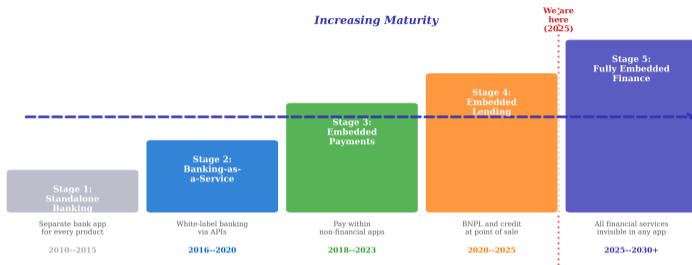 Increasing Maturity
We are
here
(2025)
Stage 1:
Standalone
Banking
Stage 2:
Banking-as-
a-Service
Stage 3:
Embedded
Payments
Stage 4:
Embedded
Lending
Stage 5:
Fully Embedded
Finance
Separate bank app
for every product
2010--2015
White-label banking
via APIs
2016--2020
Pay within
non-financial apps
2018--2023
BNPL and credit
at point of sale
2020--2025
All financial services
invisible in any app
2025--2030+